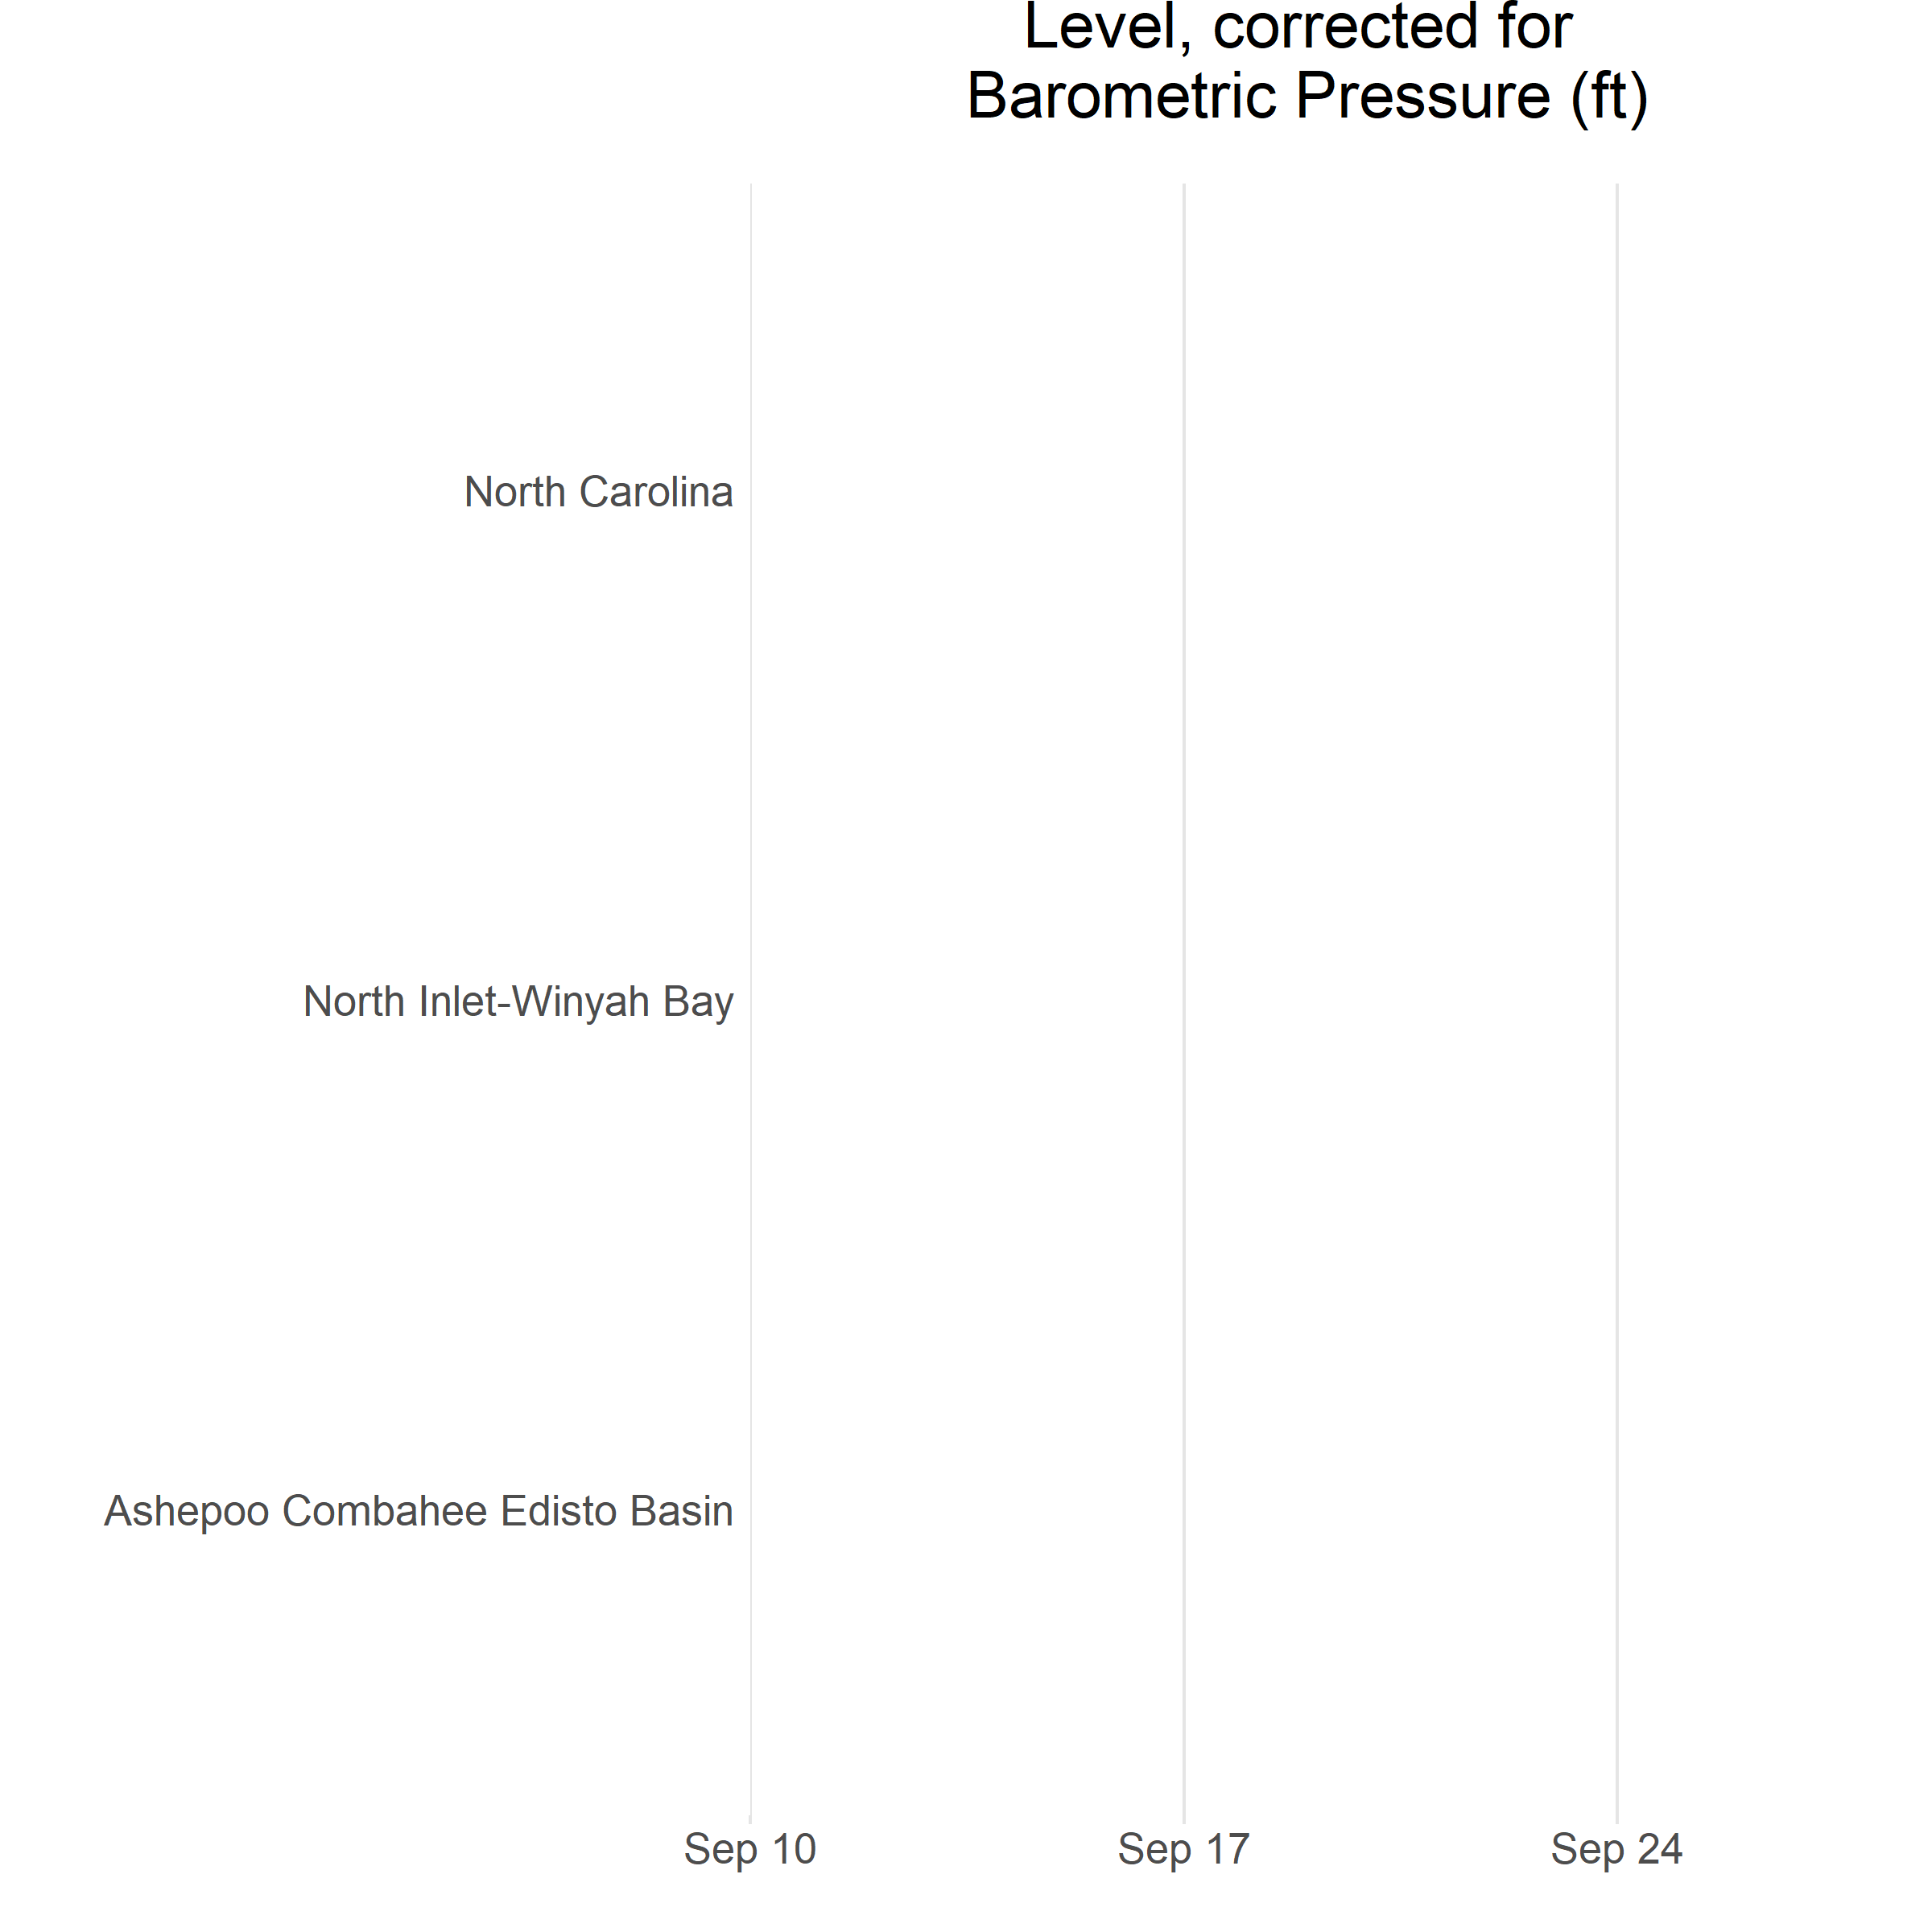 Level, corrected for
Barometric Pressure (ft)
North Carolina
North Inlet-Winyah Bay
Ashepoo Combahee Edisto Basin
Sep 10
Sep 17
Sep 24